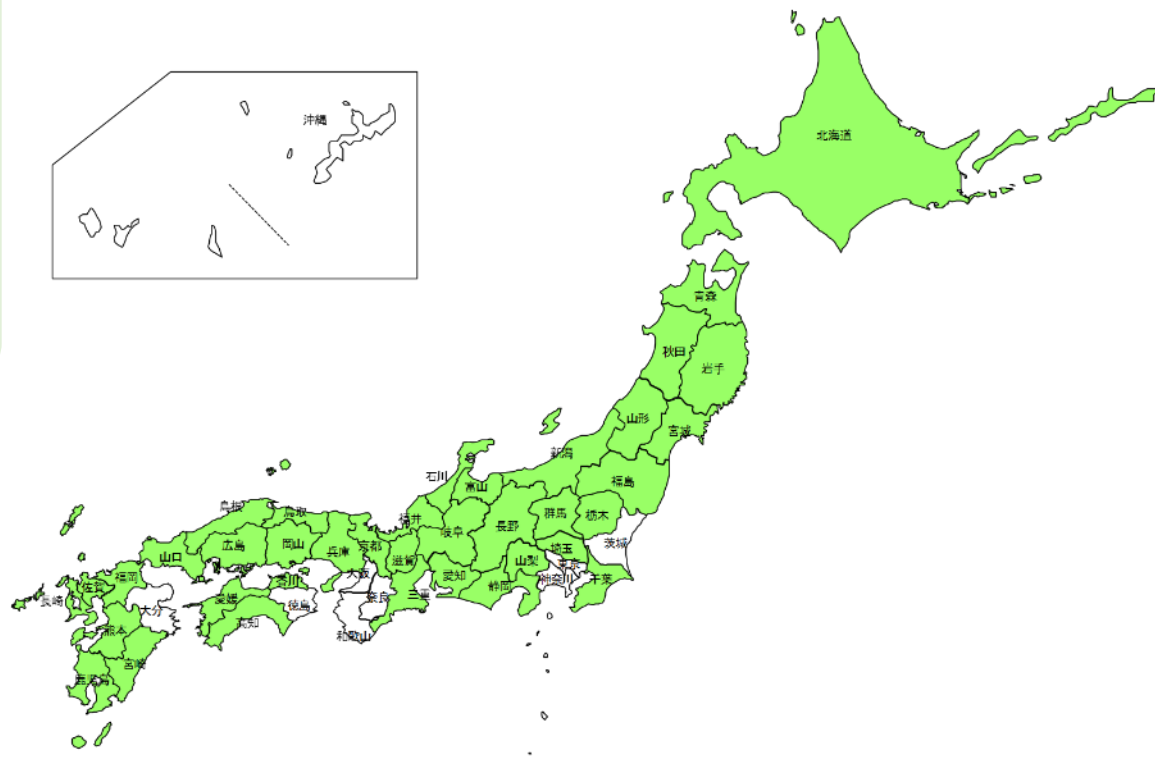 北海道
沖縄
青森
秋田
岩手
山形
宮城
新潟
福島
石川
富山
福井
岐阜
長野
群馬
栃木
茨城
埼玉
東京
神奈川
千葉
山梨
静岡
愛知
三重
滋賀
京都
大阪
奈良
和歌山
兵庫
鳥取
島根
岡山
広島
山口
香川
徳島
愛媛
高知
福岡
佐賀
長崎
大分
熊本
宮崎
鹿児島